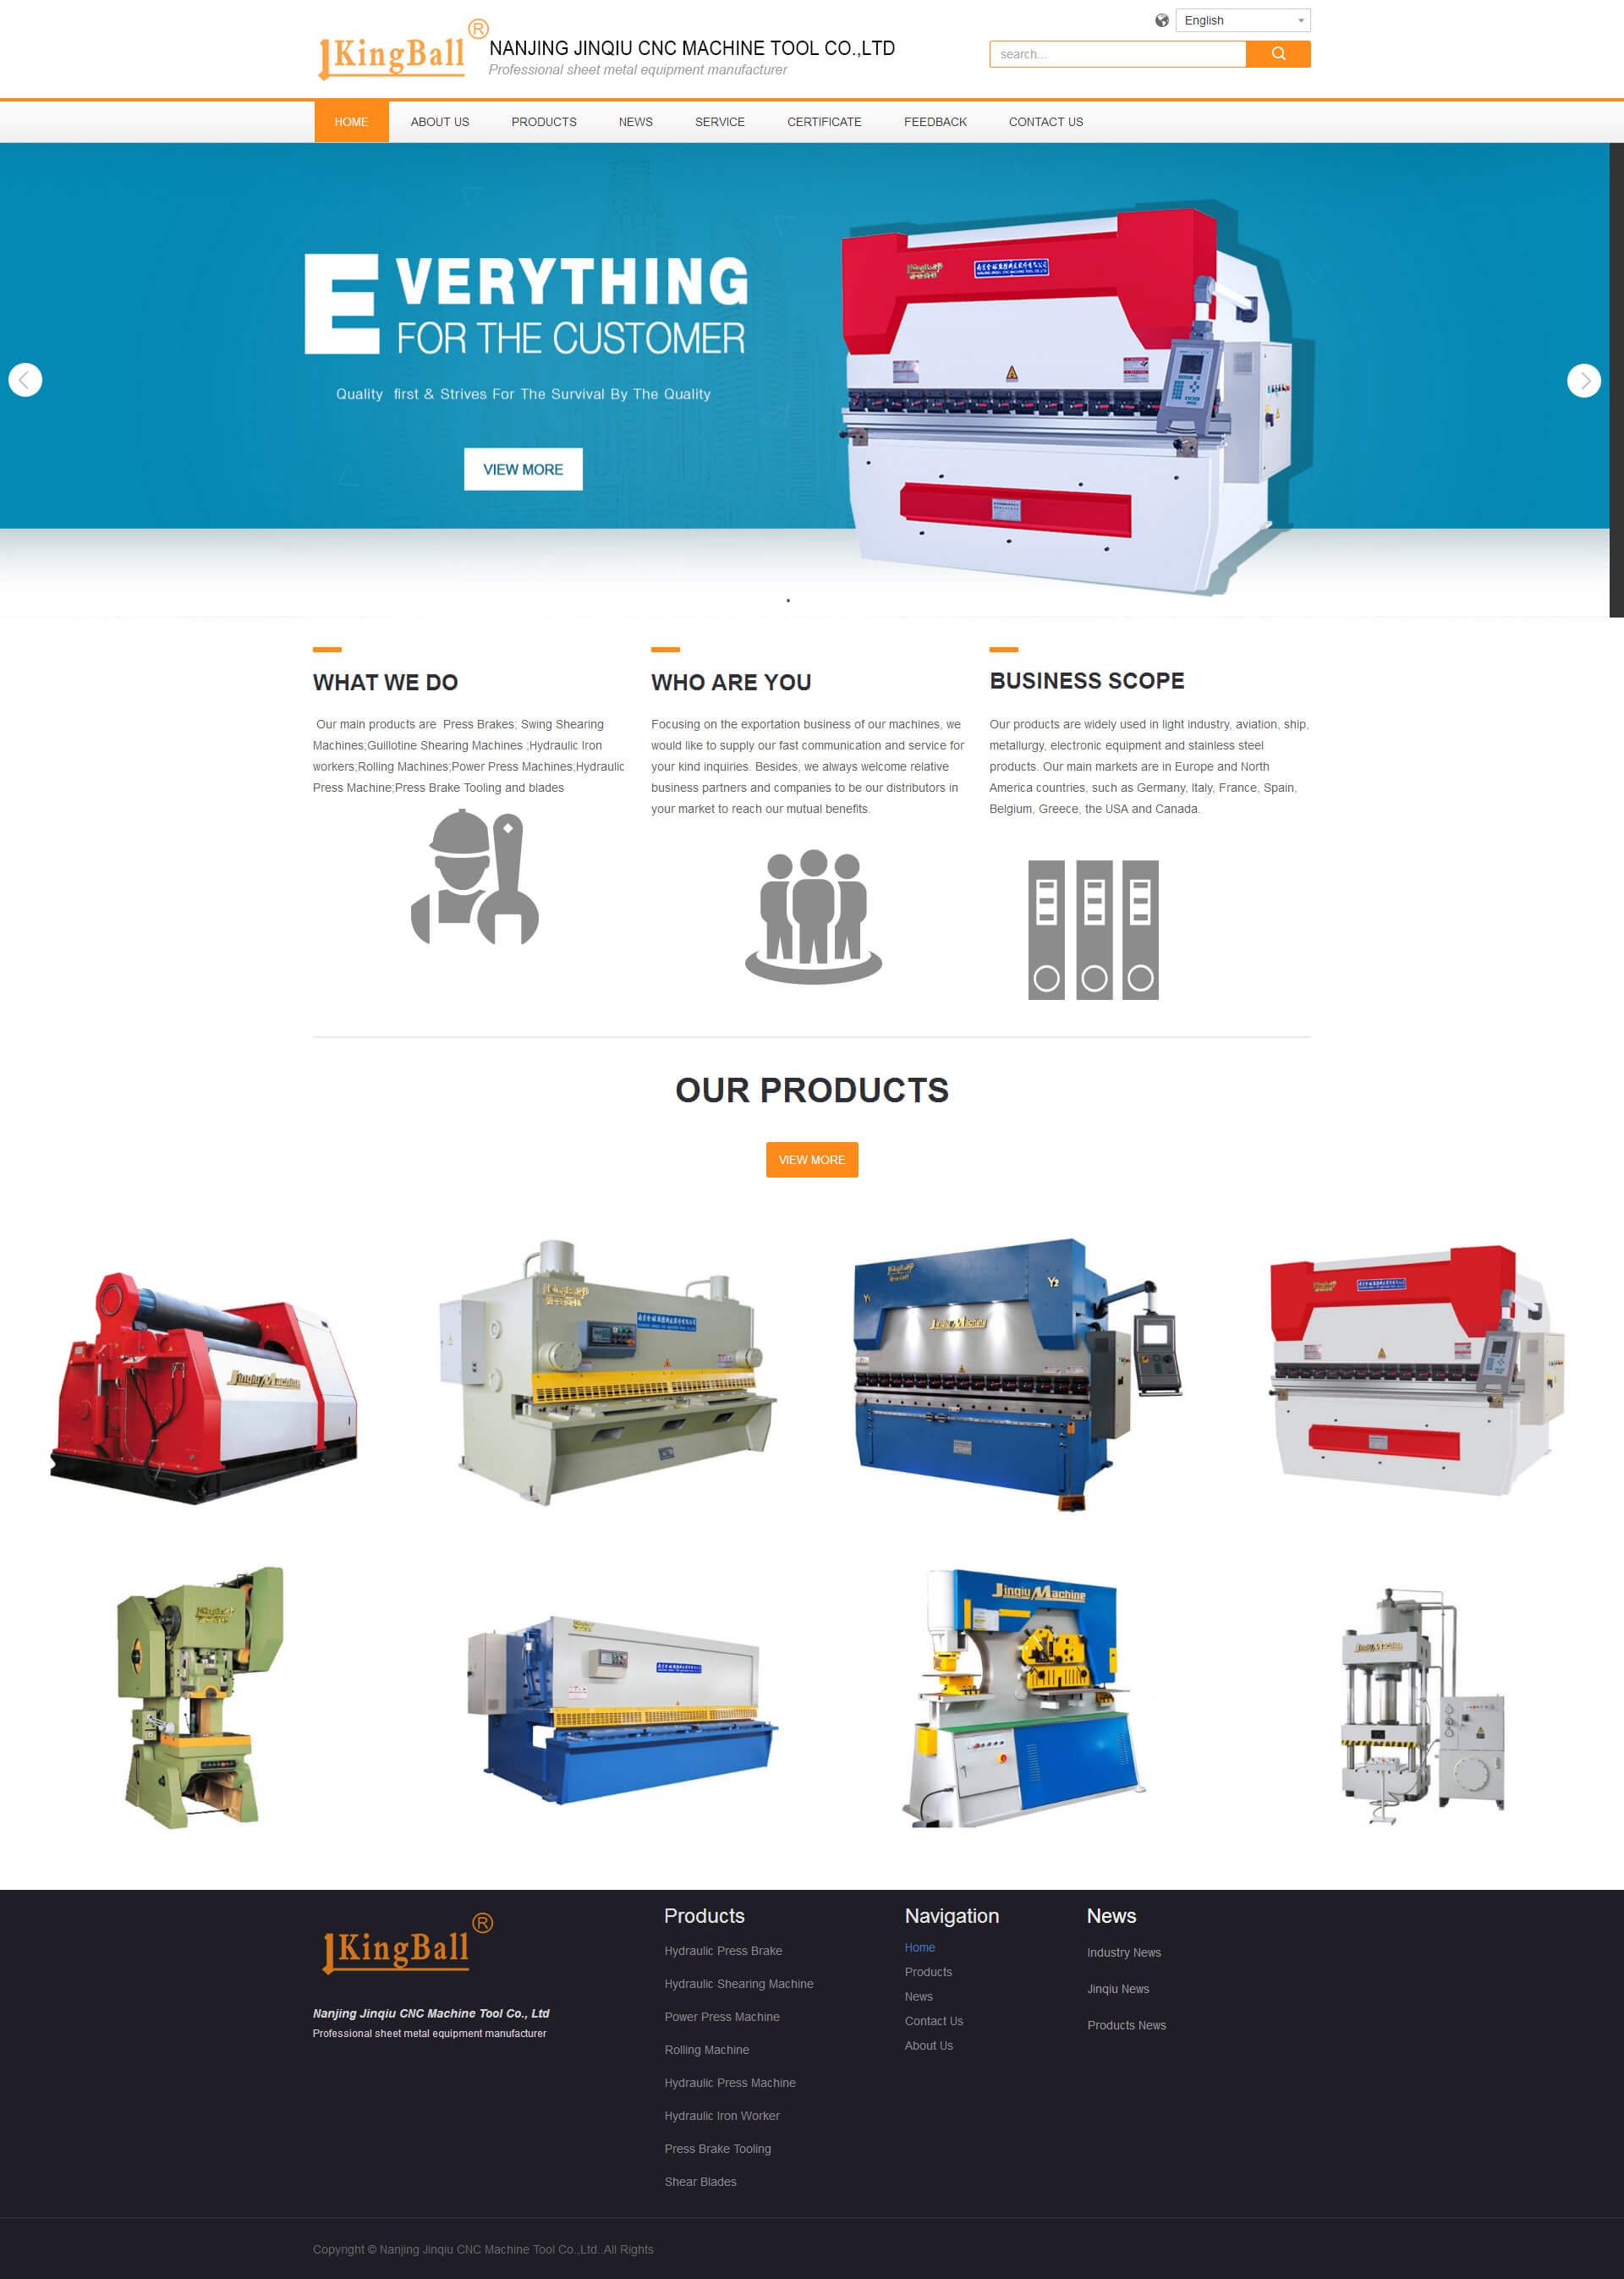 JKingBall®
NANJING JINQIU CNC MACHINE TOOL CO.,LTD
Professional sheet metal equipment manufacturer
English
search...
HOME
ABOUT US
PRODUCTS
NEWS
SERVICE
CERTIFICATE
FEEDBACK
CONTACT US
EVERYTHING
FOR THE CUSTOMER
Quality first & Strives For The Survival By The Quality
VIEW MORE
WHAT WE DO
Our main products are Press Brakes; Swing Shearing
Machines;Guillotine Shearing Machines ;Hydraulic Iron
workers;Rolling Machines;Power Press Machines;Hydraulic
Press Machine;Press Brake Tooling and blades
WHO ARE YOU
Focusing on the exportation business of our machines, we
would like to supply our fast communication and service for
your kind inquiries. Besides, we always welcome relative
business partners and companies to be our distributors in
your market to reach our mutual benefits.
BUSINESS SCOPE
Our products are widely used in light industry, aviation, ship,
metallurgy, electronic equipment and stainless steel
products. Our main markets are in Europe and North
America countries, such as Germany, Italy, France, Spain,
Belgium, Greece, the USA and Canada.
OUR PRODUCTS
VIEW MORE
Jinqiu Machine
KingBall
Y1
Y2
Jinqiu Machine
Jinqiu Machine
Jinqiu Machine
JKingBall®
Nanjing Jinqiu CNC Machine Tool Co., Ltd
Professional sheet metal equipment manufacturer
Products
Hydraulic Press Brake
Hydraulic Shearing Machine
Power Press Machine
Rolling Machine
Hydraulic Press Machine
Hydraulic Iron Worker
Press Brake Tooling
Shear Blades
Navigation
Home
Products
News
Contact Us
About Us
News
Industry News
Jinqiu News
Products News
Copyright © Nanjing Jinqiu CNC Machine Tool Co.,Ltd..All Rights